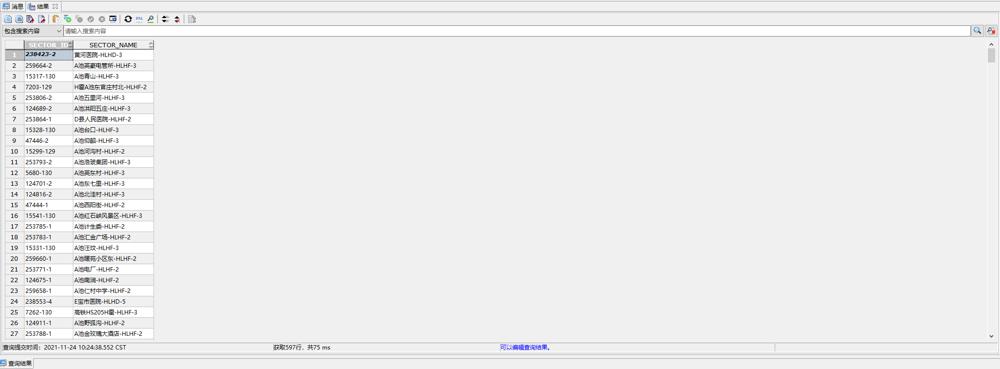 消息 结果
SQL
包含搜索内容 请输入搜索内容
SECTOR_ID SECTOR_NAME
1 238423-2 黄河医院-HLHD-3
2 259664-2 A池英豪电管所-HLHF-3
3 15317-130 A池青山-HLHF-3
4 7203-129 H霍A池东官庄村北-HLHF-2
5 253806-2 A池五里河-HLHF-3
6 124689-2 A池洪阳五庄-HLHF-3
7 253864-1 D县人民医院-HLHF-2
8 15328-130 A池台口-HLHF-3
9 47446-2 A池仰韶-HLHF-3
10 15299-129 A池河沟村-HLHF-2
11 253793-2 A池洛玻集团-HLHF-3
12 5680-130 A池英东村-HLHF-3
13 124701-2 A池东七里-HLHF-3
14 124816-2 A池北洼村-HLHF-3
15 47444-1 A池西阳街-HLHF-2
16 15541-130 A池红石峡风景区-HLHF-3
17 253785-1 A池计生委-HLHF-2
18 253783-1 A池汇金广场-HLHF-2
19 15331-130 A池汪坟-HLHF-3
20 259660-1 A池暖苑小区东-HLHF-2
21 253771-1 A池电厂-HLHF-2
22 124675-1 A池南涧-HLHF-2
23 259658-1 A池仁村中学-HLHF-2
24 238553-4 E宝市医院-HLHD-5
25 7262-130 高铁HS205H霍-HLHF-3
26 124911-1 A池野狐沟-HLHF-2
27 253788-1 A池金玫瑰大酒店-HLHF-2
查询提交时间：2021-11-24 10:24:38.552 CST 获取597行，共75 ms 可以编辑查询结果。
查询结果